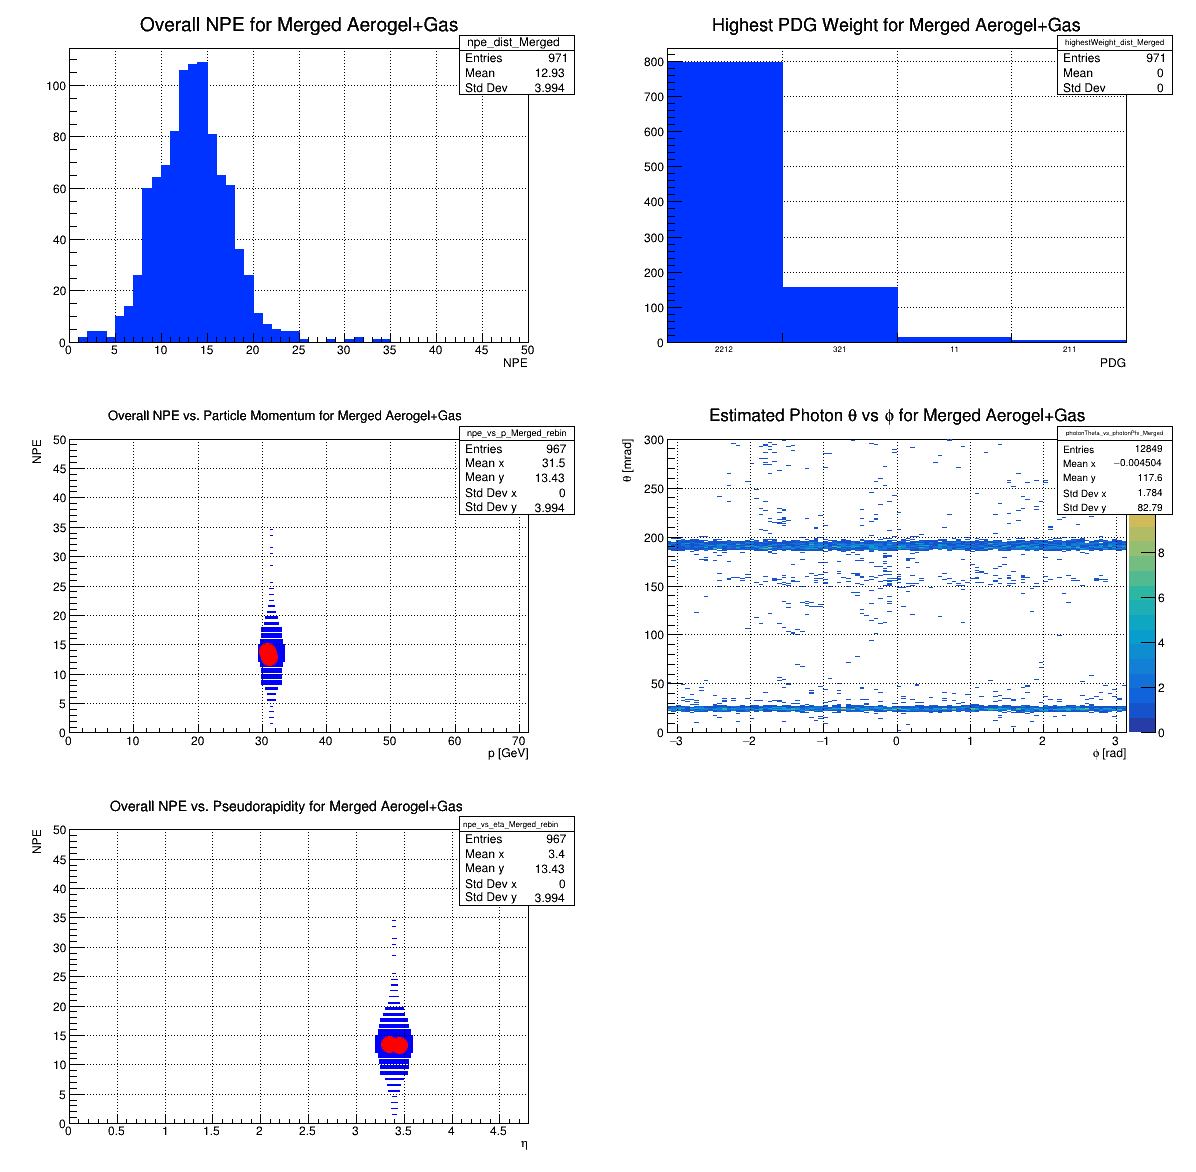 Overall NPE for Merged Aerogel+Gas
npe_dist_Merged
Entries 971
Mean 12.93
Std Dev 3.994
100
80
60
40
20
0
0 5 10 15 20 25 30 35 40 45 50
NPE
Highest PDG Weight for Merged Aerogel+Gas
highestWeight_dist_Merged
Entries 971
Mean 0
Std Dev 0
800
700
600
500
400
300
200
100
0
2212 321 11 211
PDG
Overall NPE vs. Particle Momentum for Merged Aerogel+Gas
npe_vs_p_Merged_rebin
Entries 967
Mean x 31.5
Mean y 13.43
Std Dev x 0
Std Dev y 3.994
NPE
50
45
40
35
30
25
20
15
10
5
0
0 10 20 30 40 50 60 70
p [GeV]
Estimated Photon θ vs ϕ for Merged Aerogel+Gas
photonTheta_vs_photonPhi_Merged
Entries 12849
Mean x −0.004504
Mean y 117.6
Std Dev x 1.784
Std Dev y 82.79
θ [mrad]
300
250
200
150
100
50
0
−3 −2 −1 0 1 2 3
ϕ [rad]
8
6
4
2
0
Overall NPE vs. Pseudorapidity for Merged Aerogel+Gas
npe_vs_eta_Merged_rebin
Entries 967
Mean x 3.4
Mean y 13.43
Std Dev x 0
Std Dev y 3.994
NPE
50
45
40
35
30
25
20
15
10
5
0
0 0.5 1 1.5 2 2.5 3 3.5 4 4.5
η